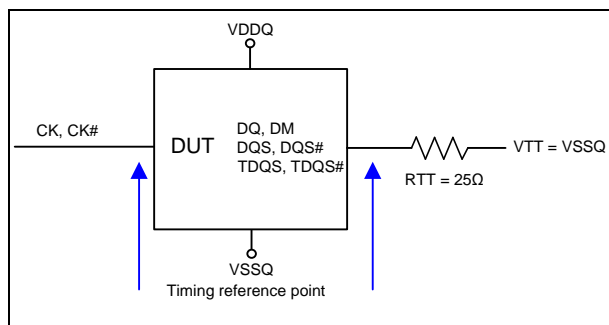 VDDQ
CK, CK#
DUT
DQ, DM
DQS, DQS#
TDQS, TDQS#
VTT = VSSQ
RTT = 25Ω
VSSQ
Timing reference point